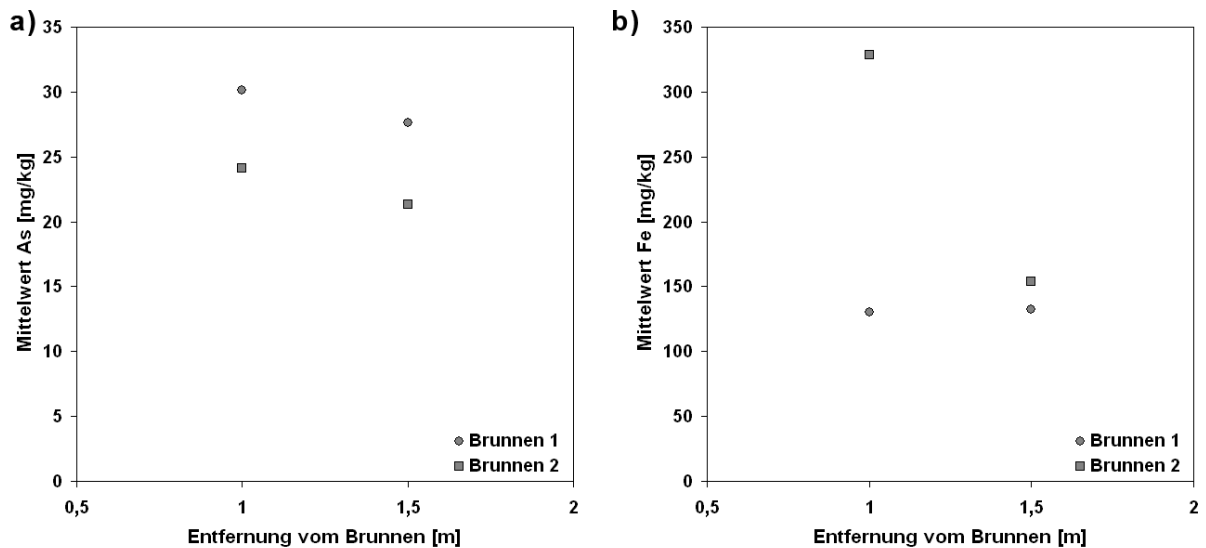 a)
35
30
25
20
15
10
5
0
Mittelwert As [mg/kg]
Brunnen 1
Brunnen 2
0,5 1 1,5 2
Entfernung vom Brunnen [m]
b)
350
300
250
200
150
100
50
0
Mittelwert Fe [mg/kg]
Brunnen 1
Brunnen 2
0,5 1 1,5 2
Entfernung vom Brunnen [m]